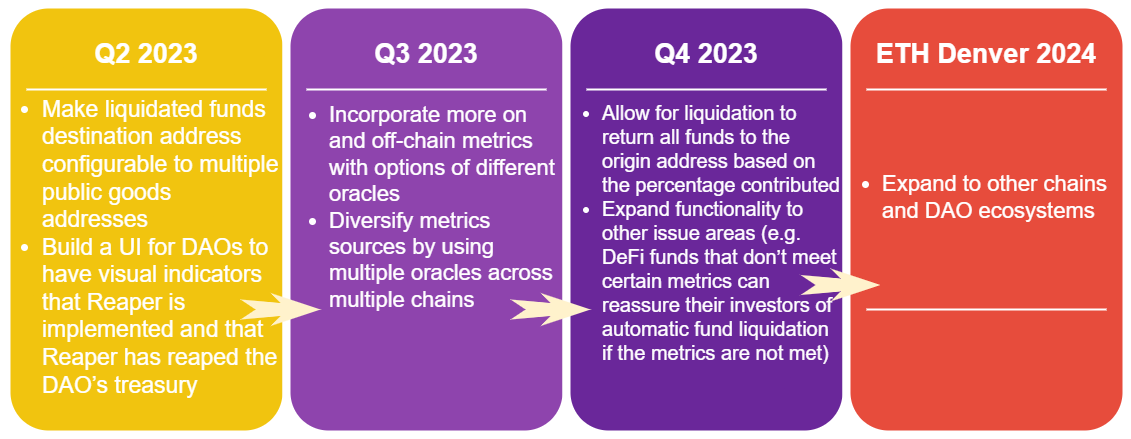 Q2 2023
• Make liquidated funds
destination address
configurable to multiple
public goods
addresses
• Build a UI for DAOs to
have visual indicators
that Reaper is
implemented and that
Reaper has reaped the
DAO's treasury
Q3 2023
• Incorporate more on
and off-chain metrics
with options of different
oracles
• Diversify metrics
sources by using
multiple oracles across
multiple chains
Q4 2023
• Allow for liquidation to
return all funds to the
origin address based on
the percentage contributed
• Expand functionality to
other issue areas (e.g.
DeFi funds that don’t meet
certain metrics can
reassure their investors of
automatic fund liquidation
if the metrics are not met)
ETH Denver 2024
• Expand to other chains
and DAO ecosystems